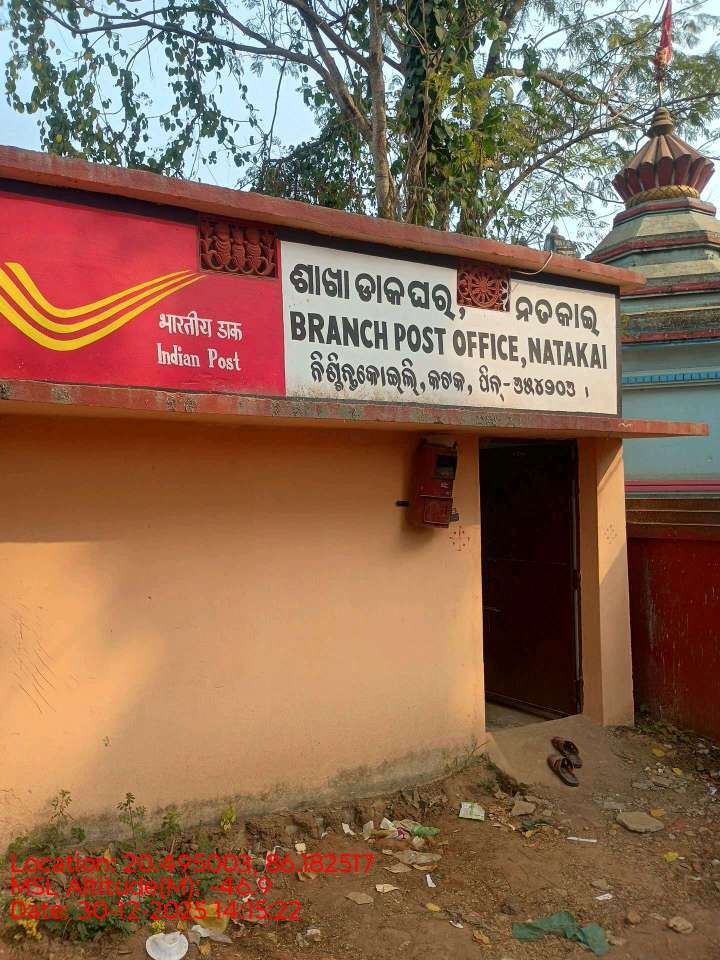 भारतीय डाक
Indian Post
ଶାଖା ଡାକଘର, ନତକାଇ
BRANCH POST OFFICE, NATAKAI
ନିଶ୍ଚିନ୍ତକୋଇଲି, କଟକ, ପିନ୍-୭୫୪୨୦୭ ।
Location: 20.495003, 86.182517
MSL Altitude(M): -46.9
Date: 30-12-2025 14:15:22